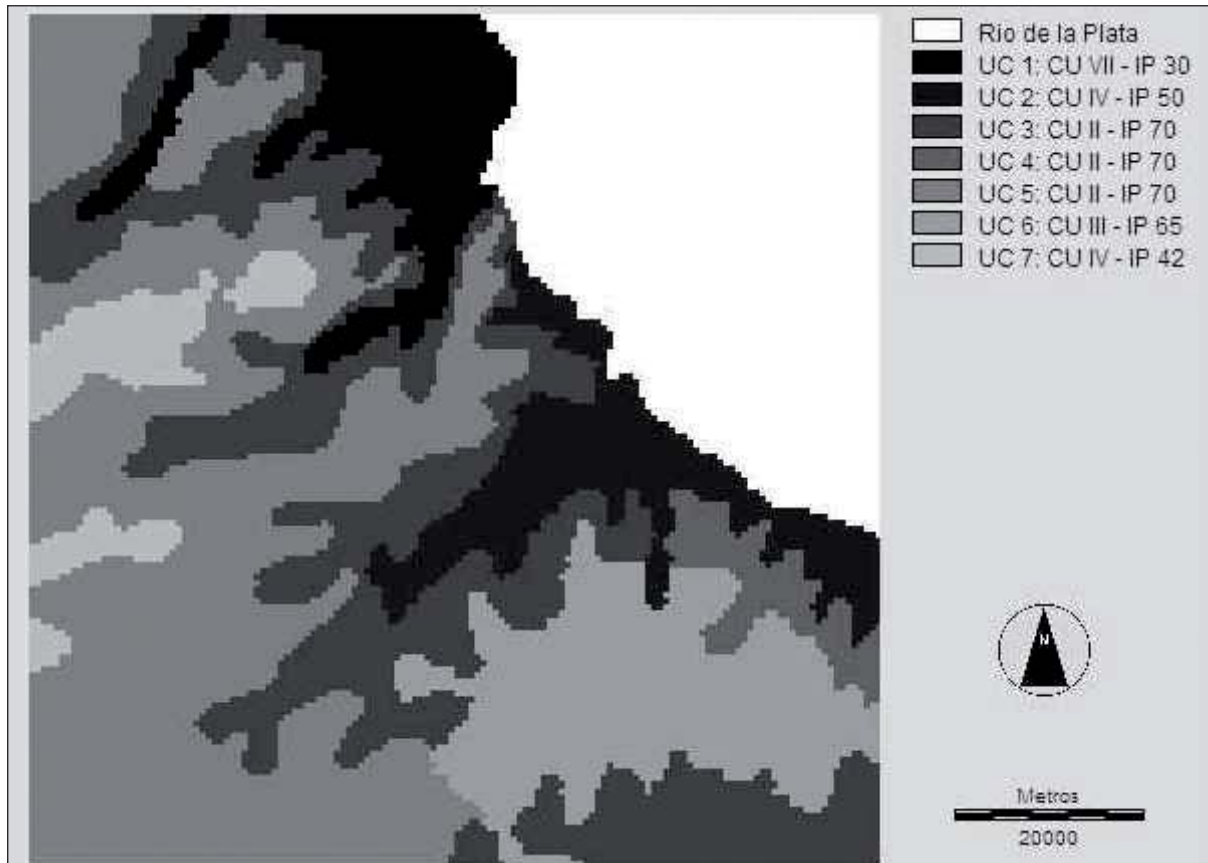 Rio de la Plata
UC 1: CU VII - IP 30
UC 2: CU IV - IP 50
UC 3: CU II - IP 70
UC 4: CU II - IP 70
UC 5: CU II - IP 70
UC 6: CU III - IP 65
UC 7: CU IV - IP 42
N
Metros
20000